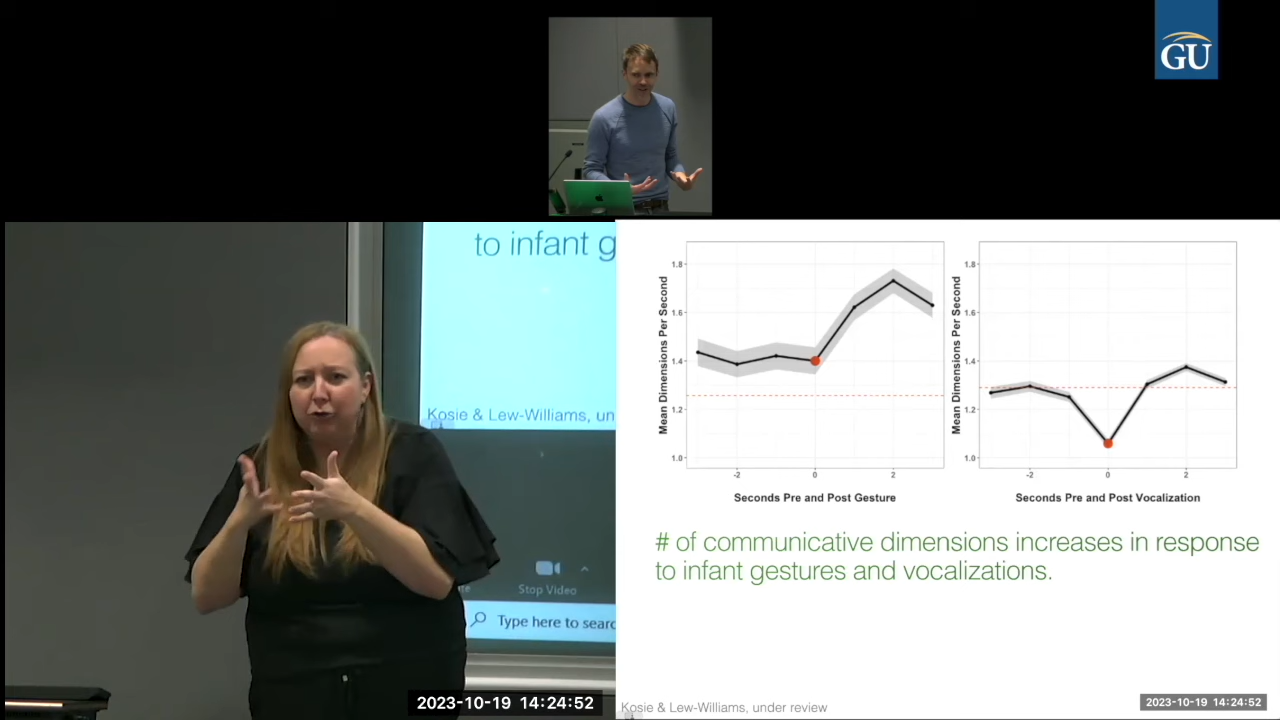 GU
to infant g
Kosie & Lew-Williams, un
Stop Video
Type here to searc
2023-10-19 14:24:52
Mean Dimensions Per Second
1.8
1.6
1.4
1.2
1.0
-2
0
2
Seconds Pre and Post Gesture
Mean Dimensions Per Second
1.8
1.6
1.4
1.2
1.0
-2
0
2
Seconds Pre and Post Vocalization
# of communicative dimensions increases in response
to infant gestures and vocalizations.
Kosie & Lew-Williams, under review
2023-10-19 14:24:52